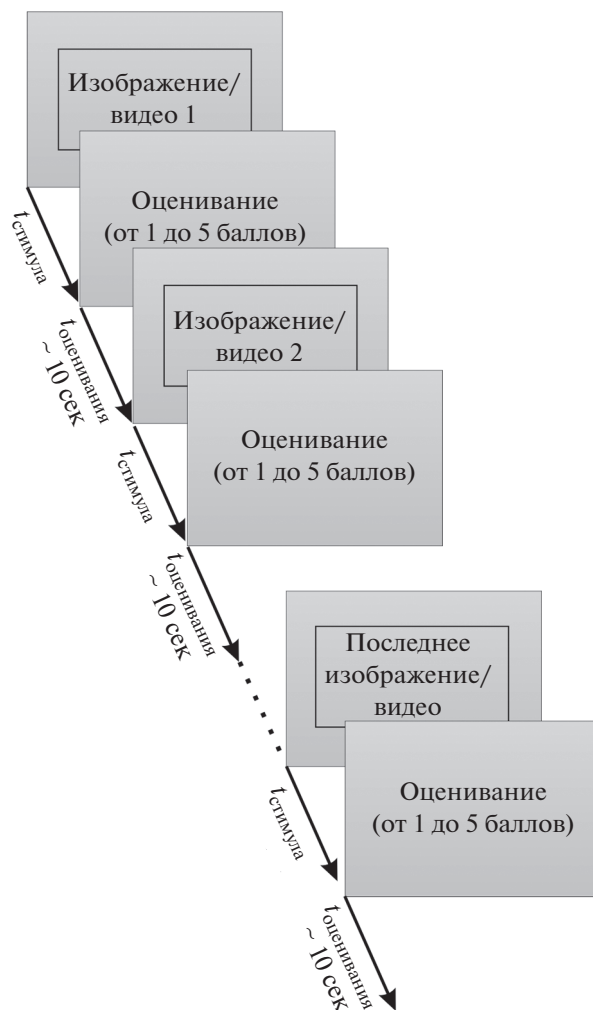 Изображение/
видео 1
Оценивание
(от 1 до 5 баллов)
tстимула
Изображение/
видео 2
tоценивания
~ 10 сек
Оценивание
(от 1 до 5 баллов)
tстимула
tоценивания
~ 10 сек
Последнее
изображение/
видео
Оценивание
(от 1 до 5 баллов)
tстимула
tоценивания
~ 10 сек